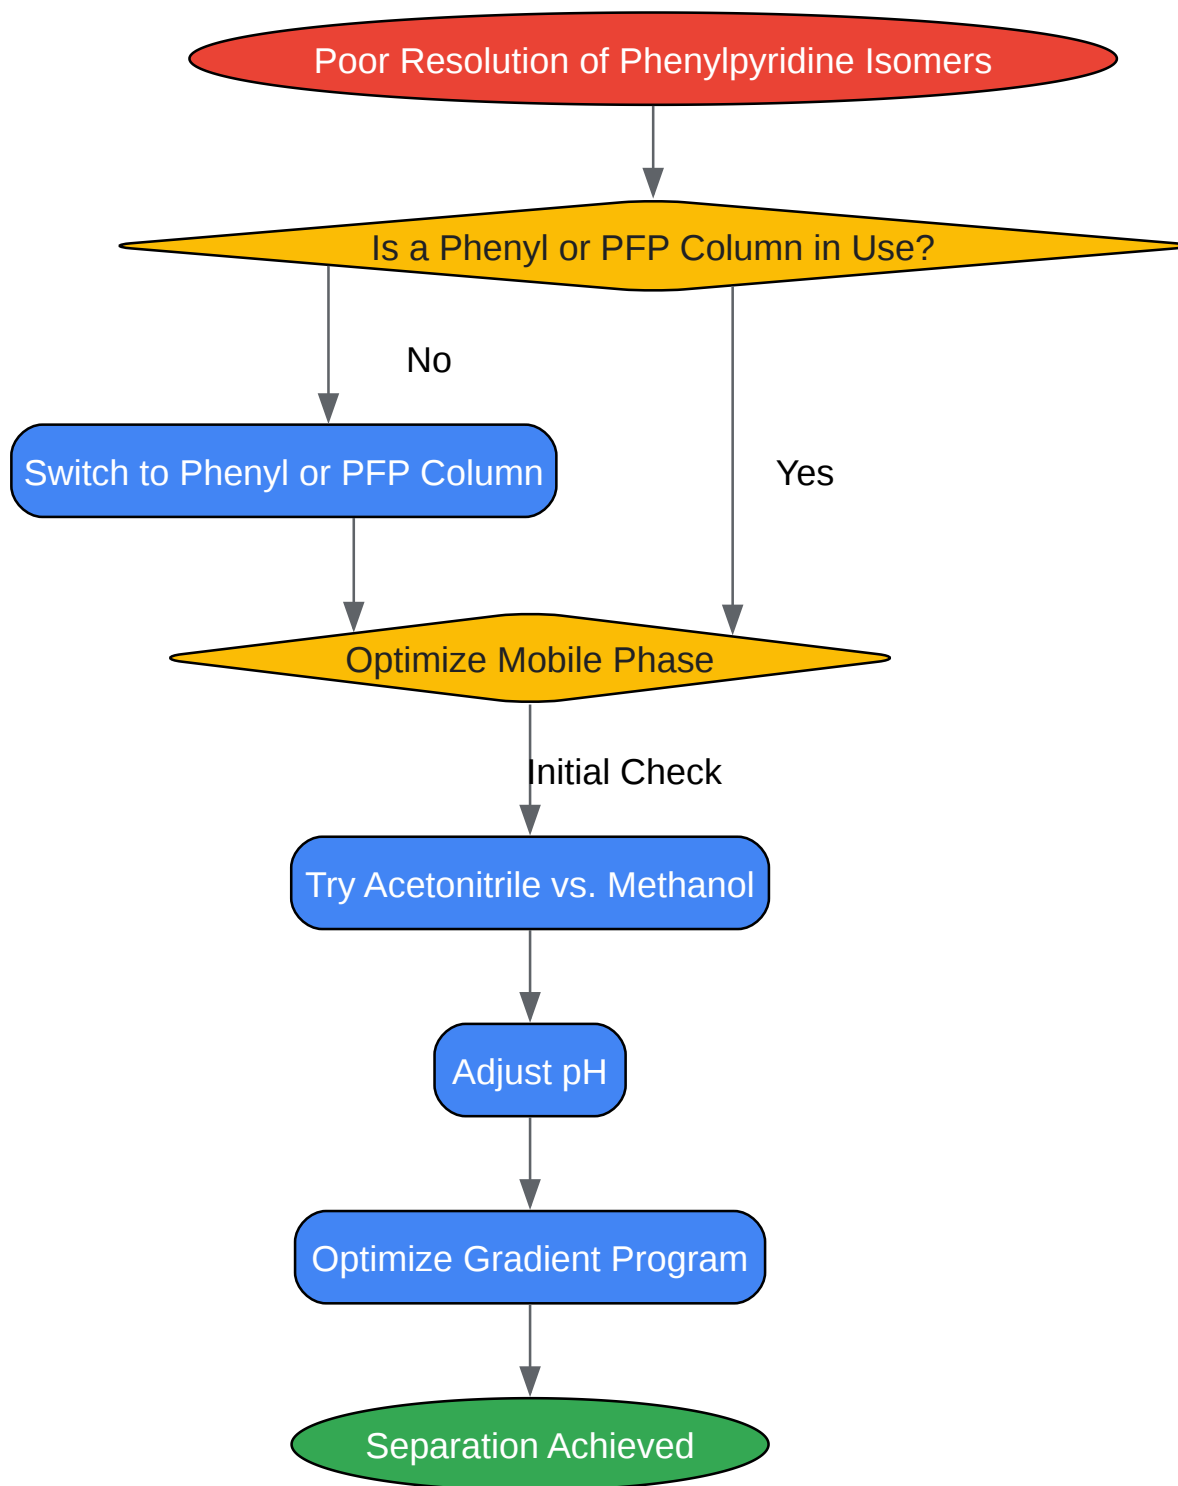 Poor Resolution of Phenylpyridine Isomers
Is a Phenyl or PFP Column in Use?
No
Switch to Phenyl or PFP Column
Yes
Optimize Mobile Phase
Initial Check
Try Acetonitrile vs. Methanol
Adjust pH
Optimize Gradient Program
Separation Achieved